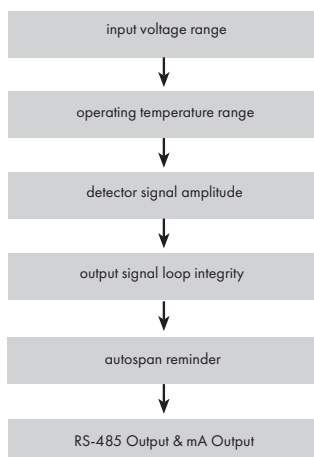 input voltage range
operating temperature range
detector signal amplitude
output signal loop integrity
autospan reminder
RS-485 Output & mA Output